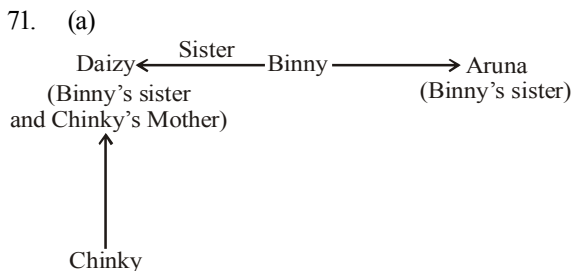 71. (a)
Sister
Daizy Binny Aruna
(Binny's sister (Binny's sister)
and Chinky's Mother)
Chinky